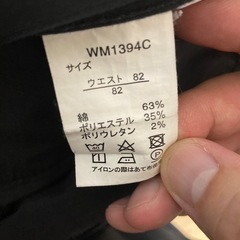 WM1394C
サイズ
ウエスト 82
82
綿 63%
ポリエステル 35%
ポリウレタン 2%
アイロンの際はあて布を